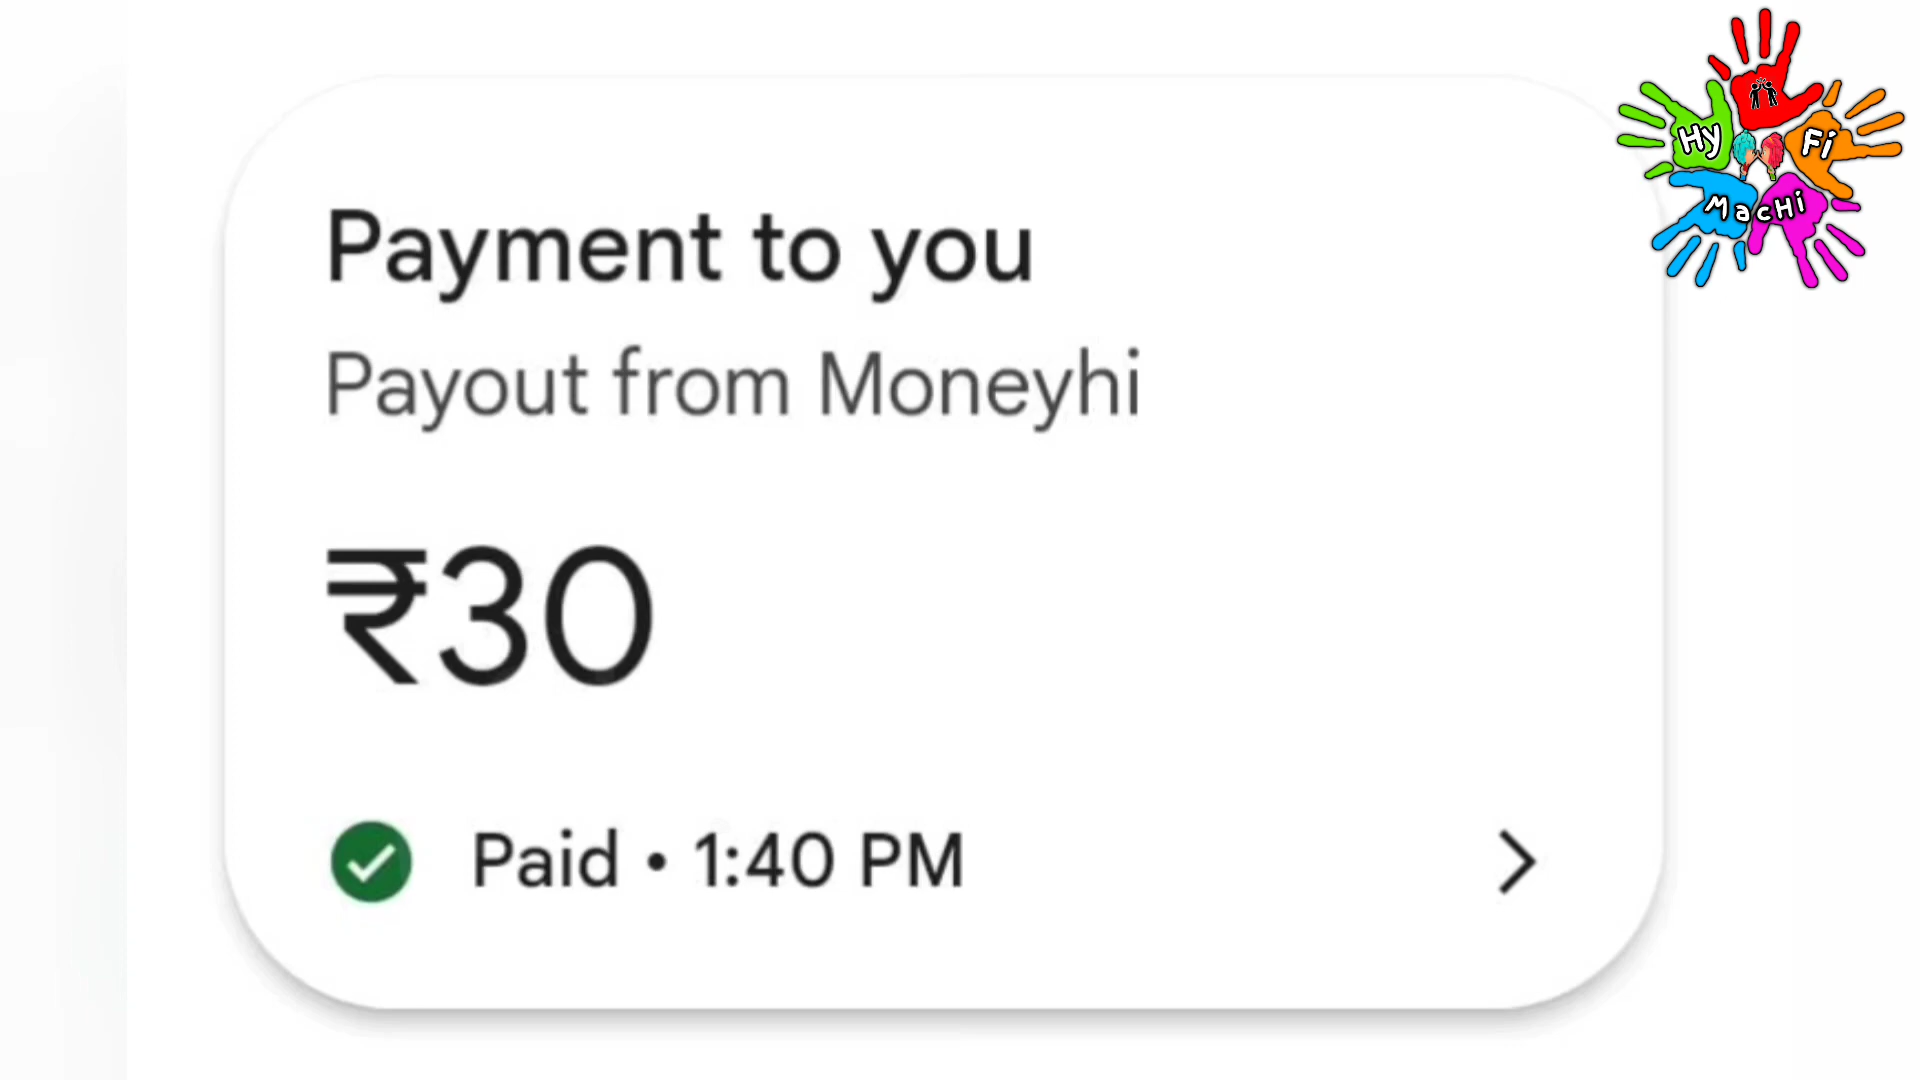 Payment to you
Payout from Moneyhi
₹30
Paid • 1:40 PM
Hy Fi
MacHi